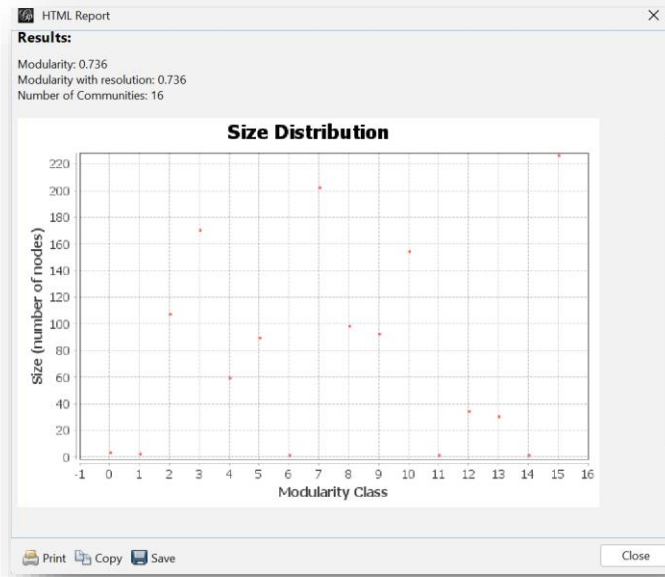 HTML Report
Results:
Modularity: 0.736
Modularity with resolution: 0.736
Number of Communities: 16
Size Distribution
220
200
180
160
140
120
100
80
60
40
20
0
Size (number of nodes)
-1 0 1 2 3 4 5 6 7 8 9 10 11 12 13 14 15 16
Modularity Class
Print Copy Save Close